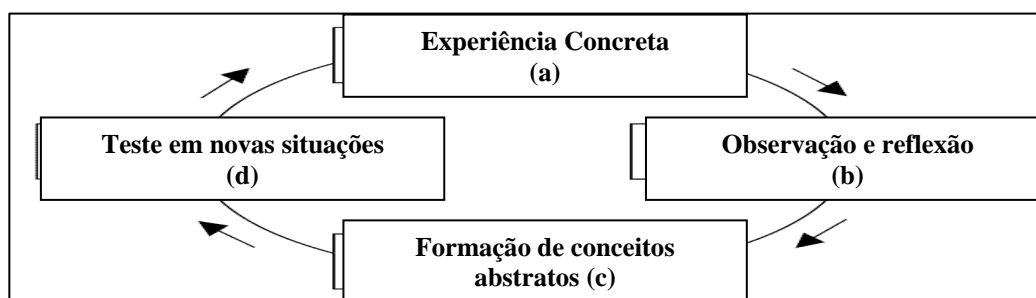 Experiência Concreta
(a)
Teste em novas situações
(d)
Observação e reflexão
(b)
Formação de conceitos
abstratos (c)